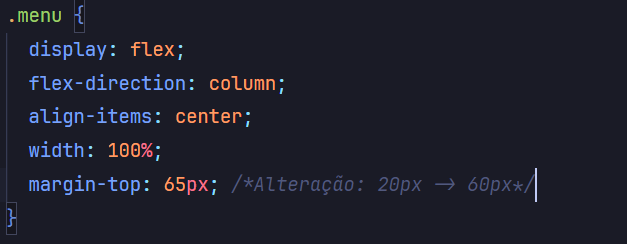 .menu {
display: flex;
flex-direction: column;
align-items: center;
width: 100%;
margin-top: 65px; /*Alteração: 20px -> 60px*/
}